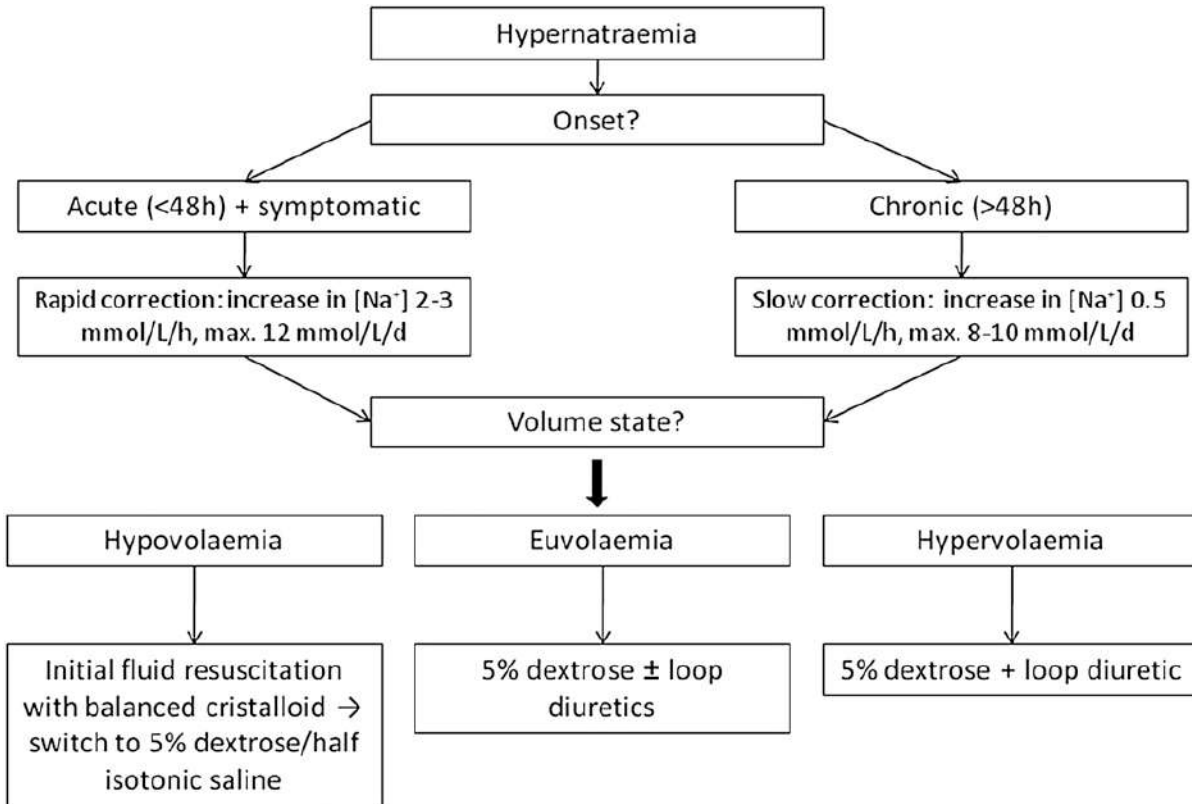 Hypernatraemia
Onset?
Acute (<48h) + symptomatic
Chronic (>48h)
Rapid correction: increase in [Na⁺] 2-3
mmol/L/h, max. 12 mmol/L/d
Slow correction: increase in [Na⁺] 0.5
mmol/L/h, max. 8-10 mmol/L/d
Volume state?
Hypovolaemia
Euvolaemia
Hypervolaemia
Initial fluid resuscitation
with balanced cristalloid →
switch to 5% dextrose/half
isotonic saline
5% dextrose ± loop
diuretics
5% dextrose + loop diuretic